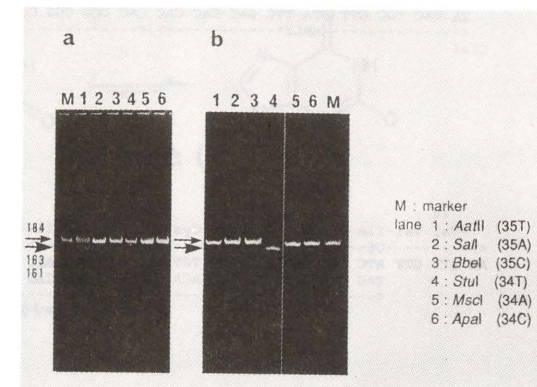 a b
M 1 2 3 4 5 6 1 2 3 4 5 6 M
184
163
161
M : marker
lane 1 : AatII (35T)
2 : SalI (35A)
3 : BbeI (35C)
4 : StuI (34T)
5 : MscI (34A)
6 : ApaI (34C)